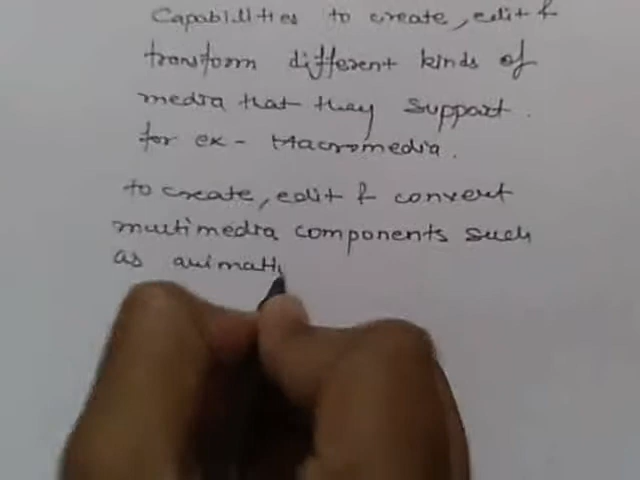 Capabilities to create, edit &
transform different kinds of
media that they support.
for ex - Macromedia.
to create, edit & convert
multimedia components such
as animati